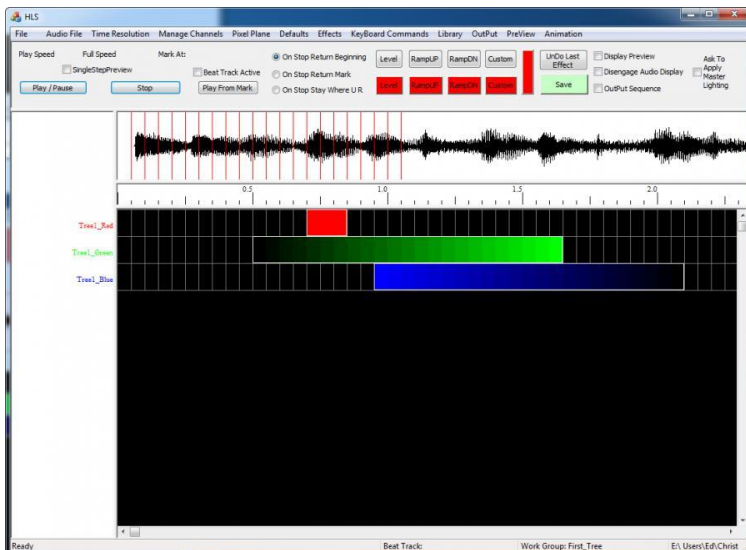 HLS
File Audio File Time Resolution Manage Channels Pixel Plane Defaults Effects KeyBoard Commands Library OutPut PreView Animation
Play Speed Full Speed Mark At:
SingleStepPreview
Beat Track Active
Play / Pause Stop Play From Mark
On Stop Return Beginning
On Stop Return Mark
On Stop Stay Where U R
Level RampUP RampDN Custom
Level RampUP RampDN Custom
UnDo Last
Effect
Save
Display Preview
Disengage Audio Display
OutPut Sequence
Ask To
Apply
Master
Lighting
0.5 1.0 1.5 2.0
Tree1_Red
Tree1_Green
Tree1_Blue
Ready Beat Track: Work Group: First_Tree E:\ Users\Ed\Christ